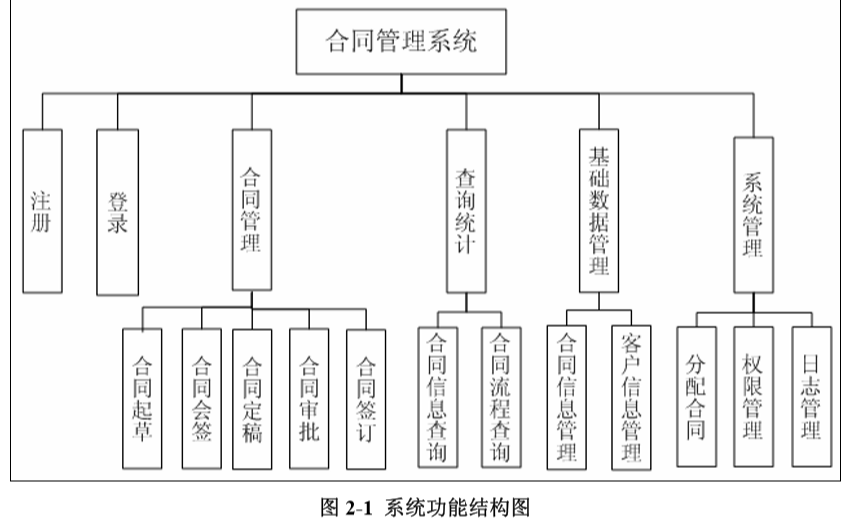 合同管理系统
注册
登录
合同管理
查询统计
基础数据管理
系统管理
合同起草
合同会签
合同定稿
合同审批
合同签订
合同信息查询
合同流程查询
合同信息管理
客户信息管理
分配合同
权限管理
日志管理
图 2-1 系统功能结构图